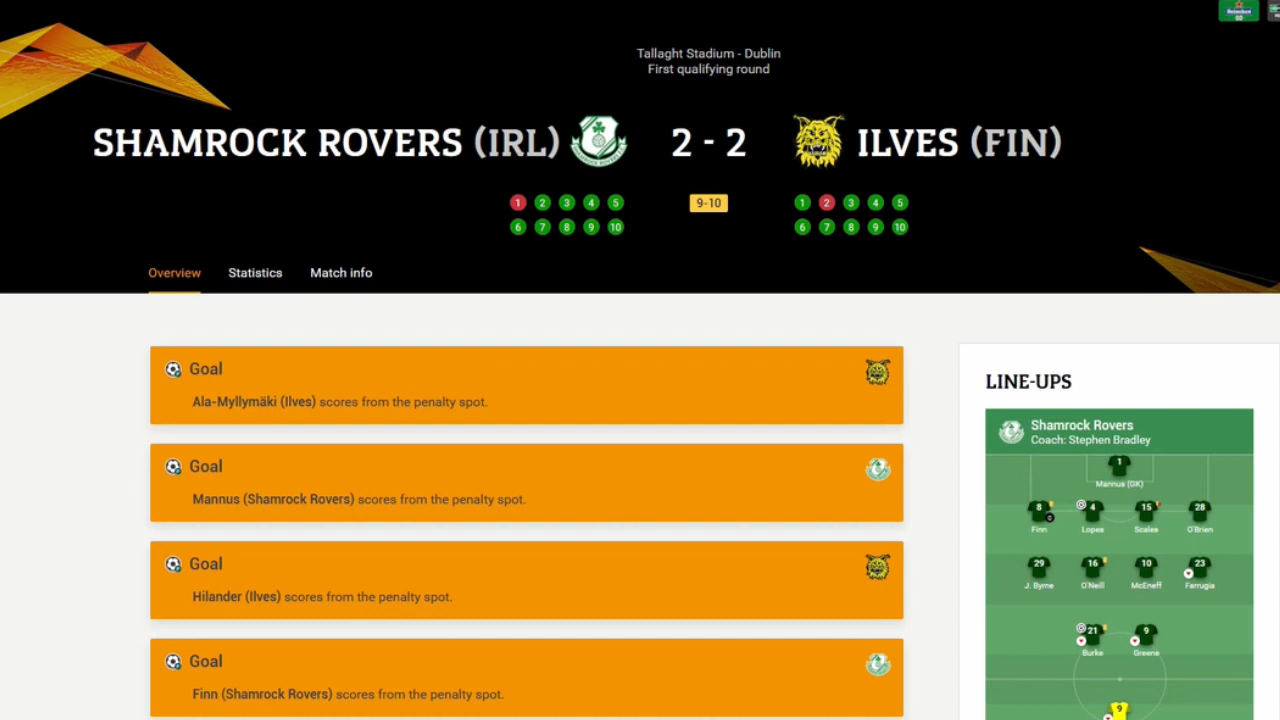 Heineken
Tallaght Stadium - Dublin
First qualifying round
SHAMROCK ROVERS (IRL) 2 - 2 ILVES (FIN)
1 2 3 4 5 9-10 1 2 3 4 5
6 7 8 9 10 6 7 8 9 10
Overview Statistics Match info
Goal
Ala-Myllymäki (Ilves) scores from the penalty spot.
Goal
Mannus (Shamrock Rovers) scores from the penalty spot.
Goal
Hilander (Ilves) scores from the penalty spot.
Goal
Finn (Shamrock Rovers) scores from the penalty spot.
LINE-UPS
Shamrock Rovers
Coach: Stephen Bradley
1
Mannus (GK)
8 4 15 28
Finn Lopes Scales O'Brien
29 16 10 23
J. Byrne O'Neill McEneff Farrugia
21 9
Burke Greene
9